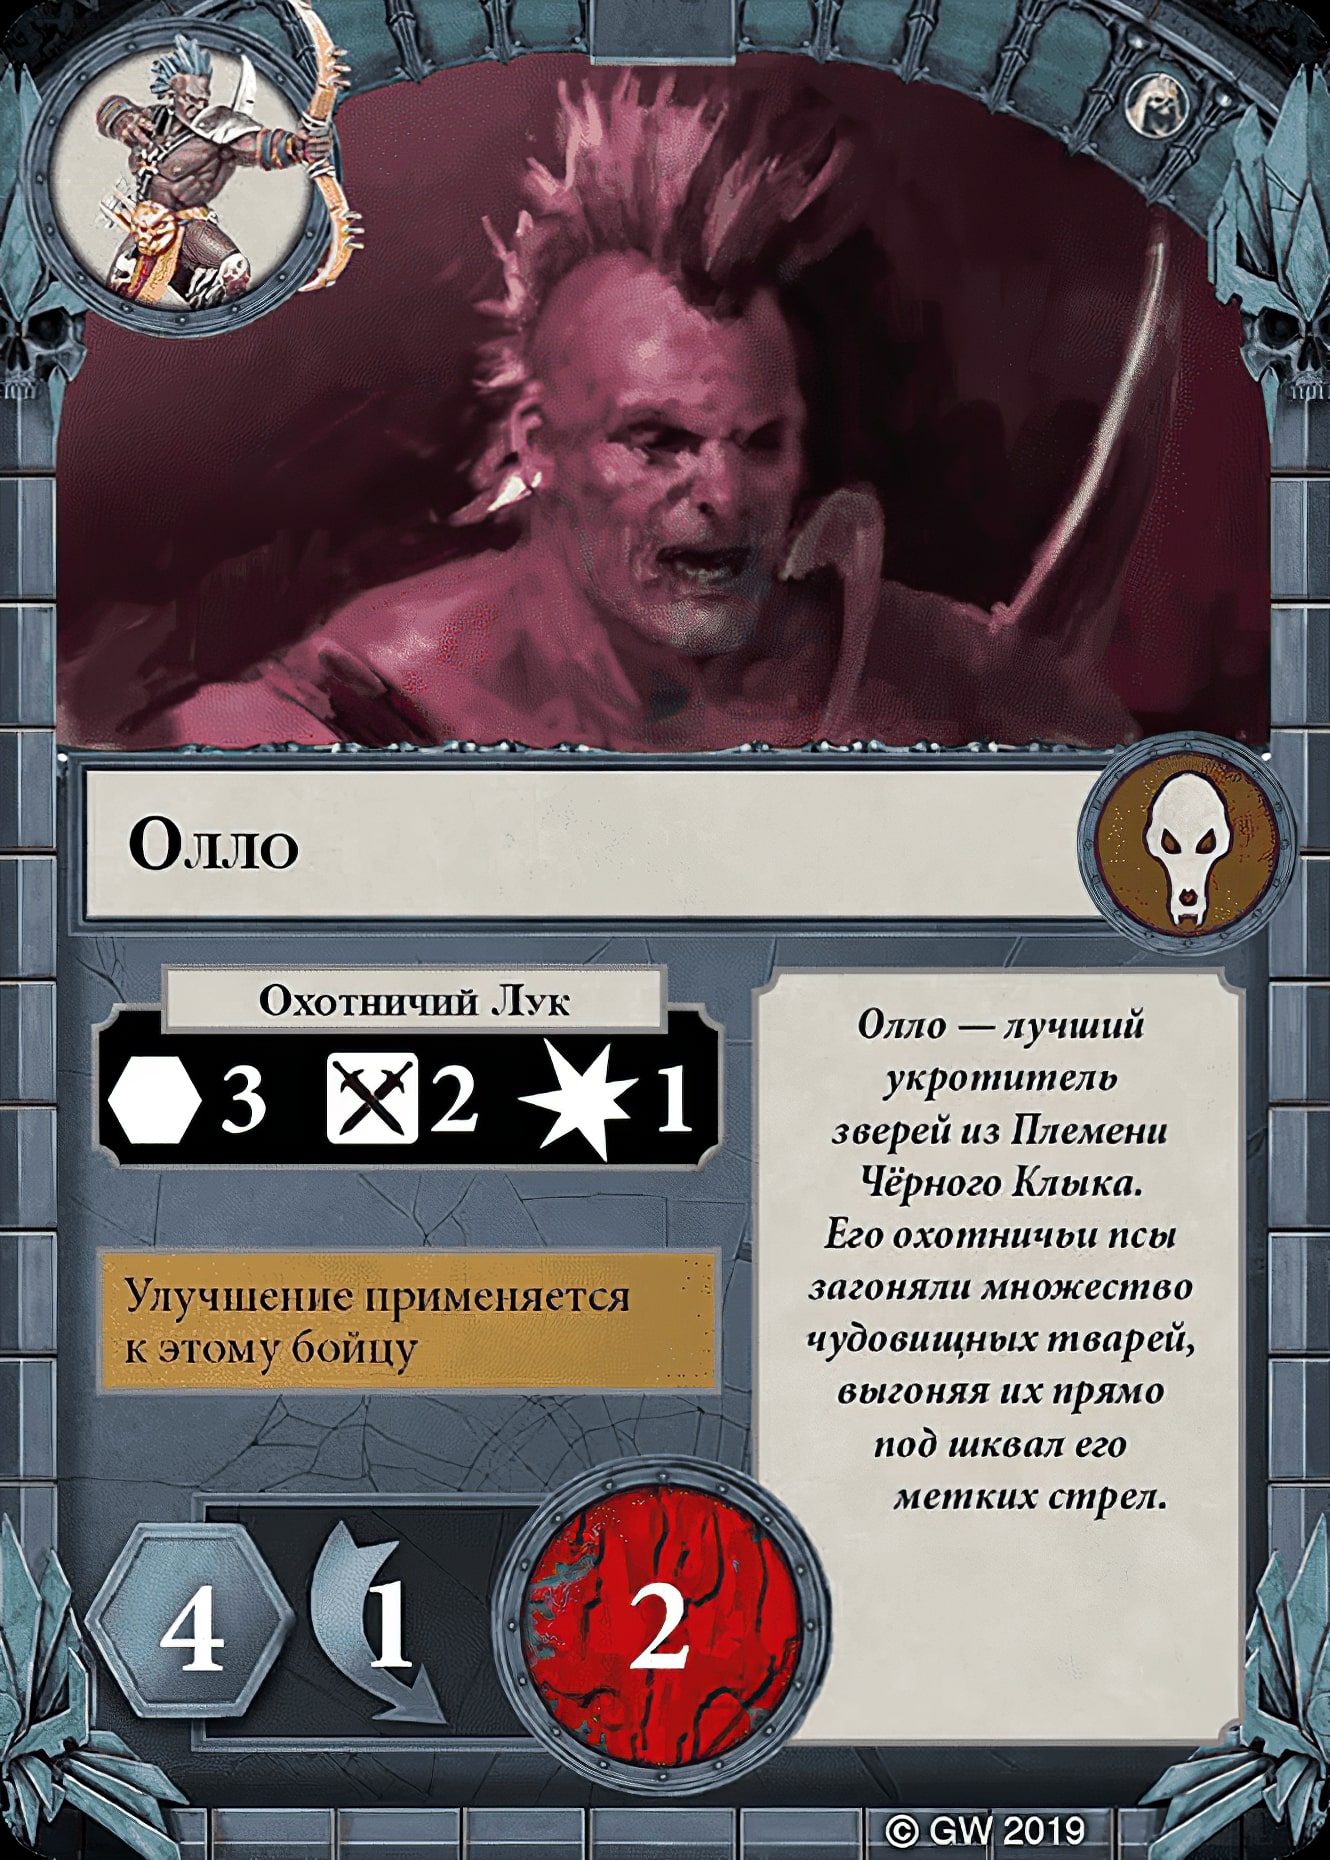 Олло
Охотничий Лук
3 2 1
Улучшение применяется
к этому бойцу
Олло — лучший
укротитель
зверей из Племени
Чёрного Клыка.
Его охотничьи псы
загоняли множество
чудовищных тварей,
выгоняя их прямо
под шквал его
метких стрел.
4 1 2
© GW 2019